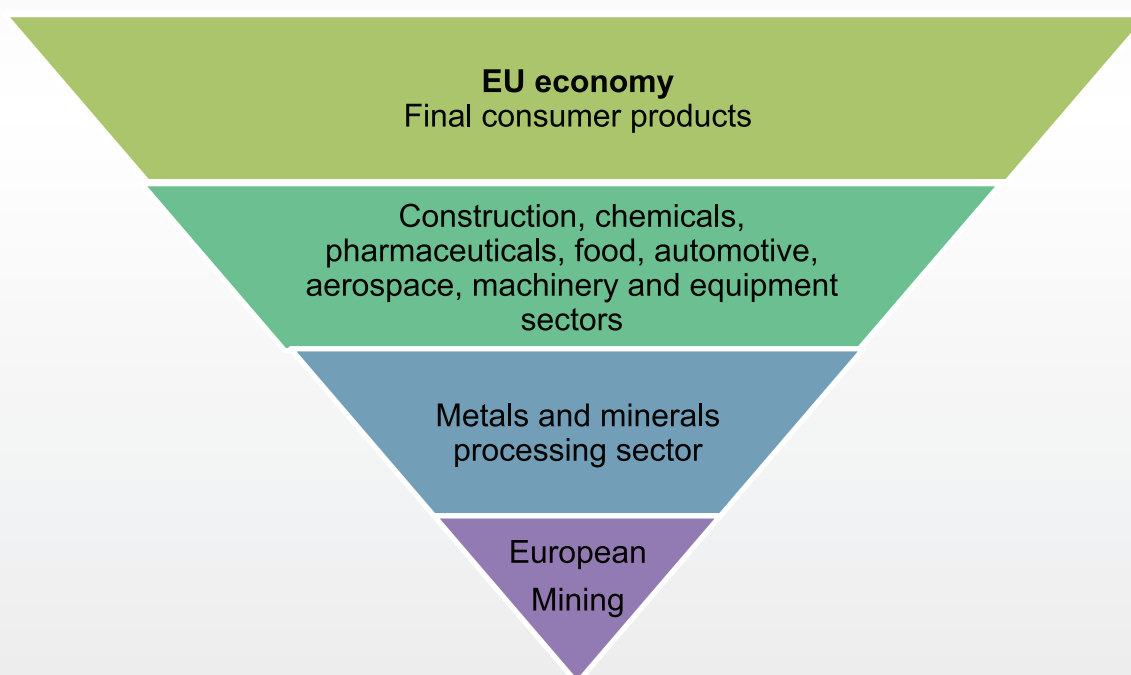 EU economy
Final consumer products
Construction, chemicals,
pharmaceuticals, food, automotive,
aerospace, machinery and equipment
sectors
Metals and minerals
processing sector
European
Mining